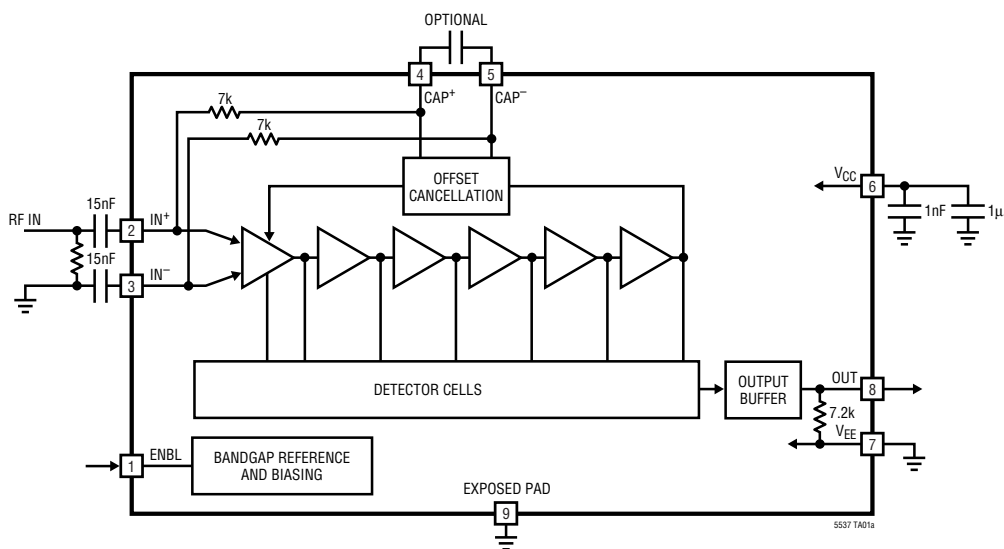 OPTIONAL
4
5
CAP+
CAP−
7k
7k
OFFSET
CANCELLATION
VCC
6
1nF
1µ
15nF
RF IN
2
IN+
15nF
3
IN−
DETECTOR CELLS
OUTPUT
BUFFER
OUT
8
7.2k
VEE
7
1
ENBL
BANDGAP REFERENCE
AND BIASING
EXPOSED PAD
9
5537 TA01a